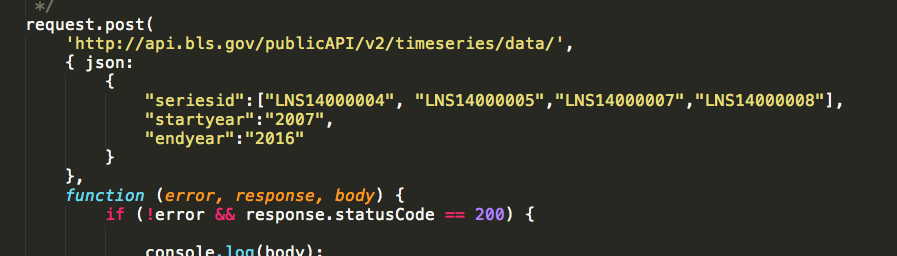 */
request.post(
'http://api.bls.gov/publicAPI/v2/timeseries/data/',
{ json:
{
"seriesid":["LNS14000004", "LNS14000005","LNS14000007","LNS14000008"],
"startyear":"2007",
"endyear":"2016"
}
},
function (error, response, body) {
if (!error && response.statusCode == 200) {
console.log(body);